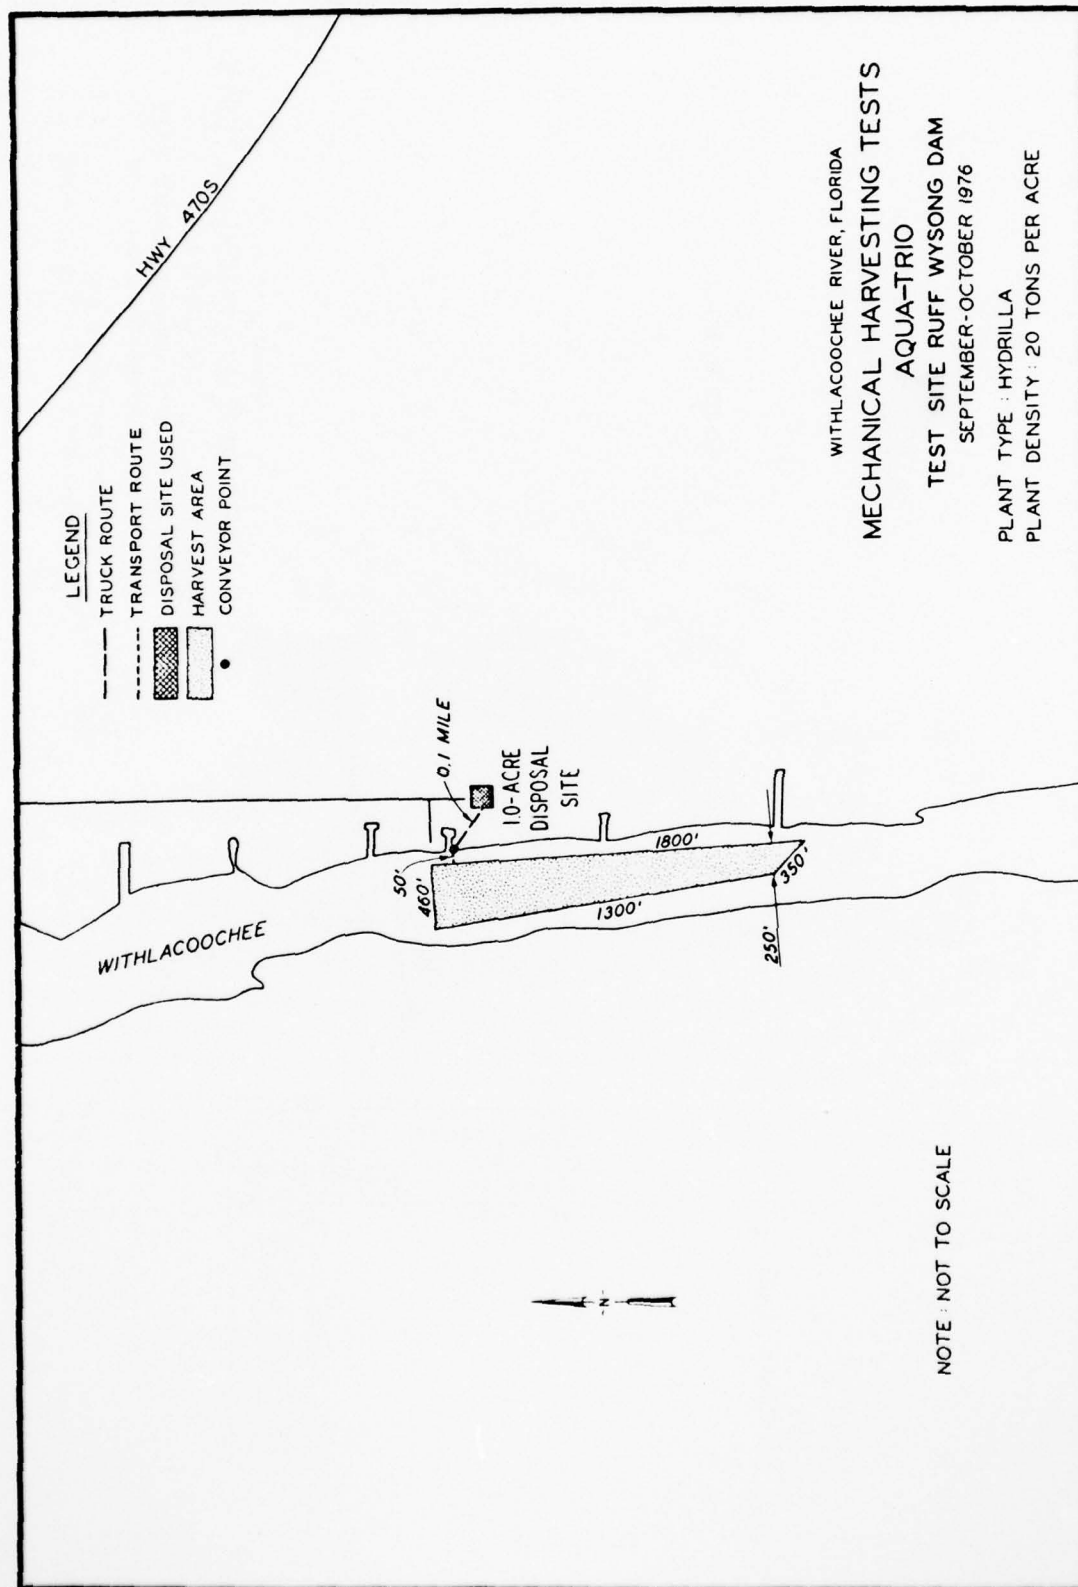 HWY 470S
LEGEND
TRUCK ROUTE
TRANSPORT ROUTE
DISPOSAL SITE USED
HARVEST AREA
CONVEYOR POINT
0.1 MILE
1.0-ACRE
DISPOSAL
SITE
50'
460'
1800'
1300'
350'
250'
WITHLACOOCHEE
N
NOTE : NOT TO SCALE
WITHLACOOCHEE RIVER, FLORIDA
MECHANICAL HARVESTING TESTS
AQUA-TRIO
TEST SITE RUFF WYSONG DAM
SEPTEMBER-OCTOBER 1976
PLANT TYPE : HYDRILLA
PLANT DENSITY : 20 TONS PER ACRE